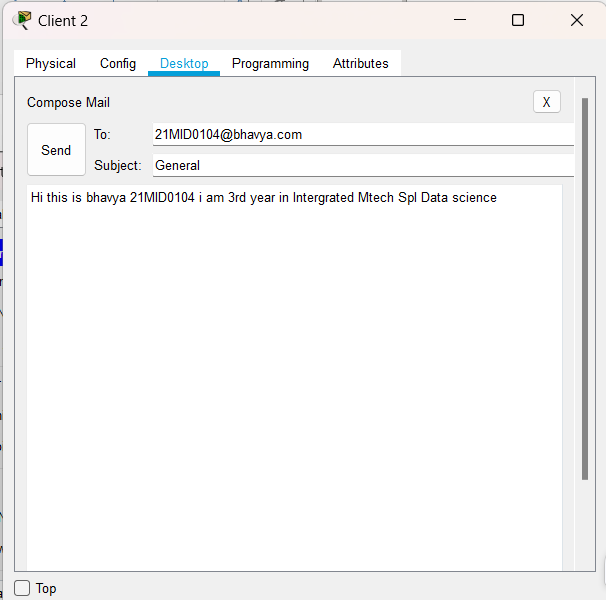 Client 2
Physical Config Desktop Programming Attributes
Compose Mail X
Send To: 21MID0104@bhavya.com
Subject: General
Hi this is bhavya 21MID0104 i am 3rd year in Intergrated Mtech Spl Data science
Top